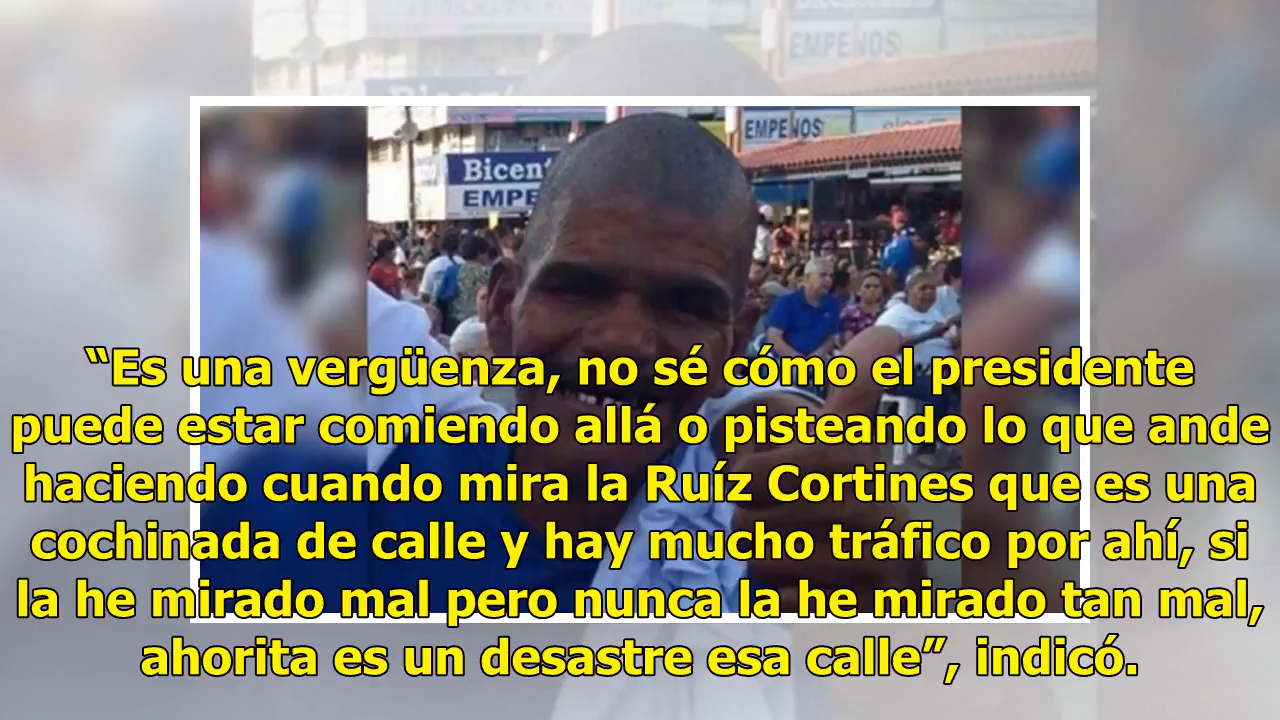 EMPEÑOS
Bicent
EMPE
“Es una vergüenza, no sé cómo el presidente
puede estar comiendo allá o pisteando lo que ande
haciendo cuando mira la Ruíz Cortines que es una
cochinada de calle y hay mucho tráfico por ahí, si
la he mirado mal pero nunca la he mirado tan mal,
ahorita es un desastre esa calle”, indicó.